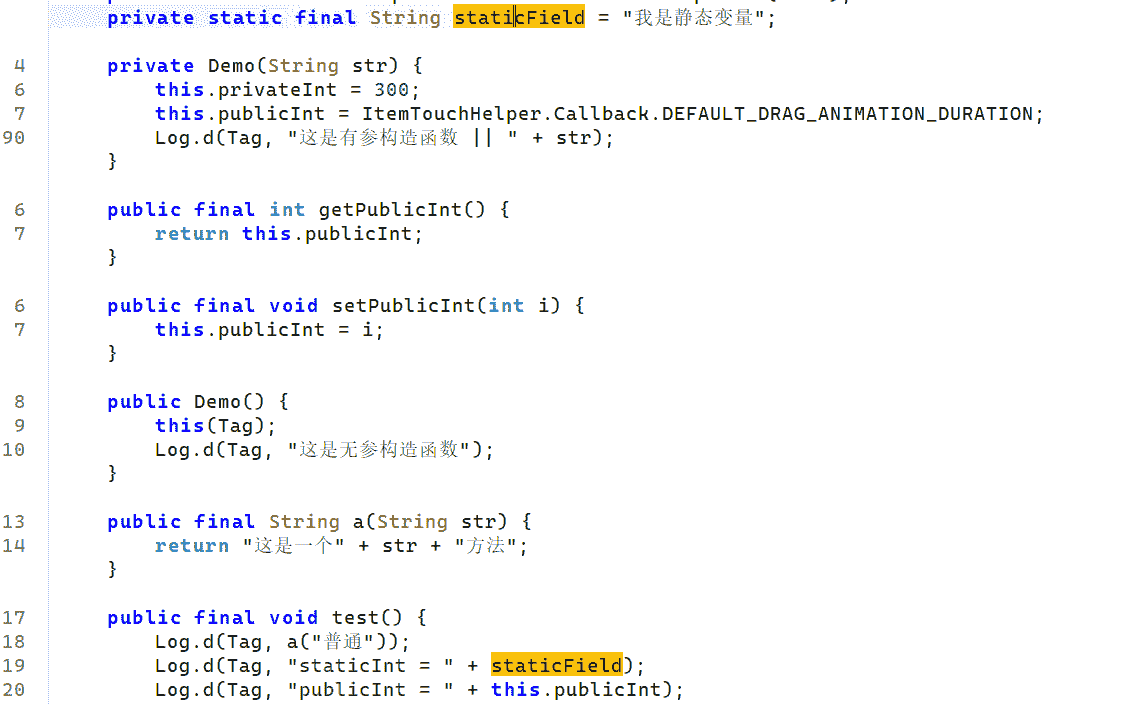 private static final String staticField = "我是静态变量";
4 private Demo(String str) {
6 this.privateInt = 300;
7 this.publicInt = ItemTouchHelper.Callback.DEFAULT_DRAG_ANIMATION_DURATION;
90 Log.d(Tag, "这是有参构造函数 || " + str);
}
6 public final int getPublicInt() {
7 return this.publicInt;
}
6 public final void setPublicInt(int i) {
7 this.publicInt = i;
}
8 public Demo() {
9 this(Tag);
10 Log.d(Tag, "这是无参构造函数");
}
13 public final String a(String str) {
14 return "这是一个" + str + "方法";
}
17 public final void test() {
18 Log.d(Tag, a("普通"));
19 Log.d(Tag, "staticInt = " + staticField);
20 Log.d(Tag, "publicInt = " + this.publicInt);